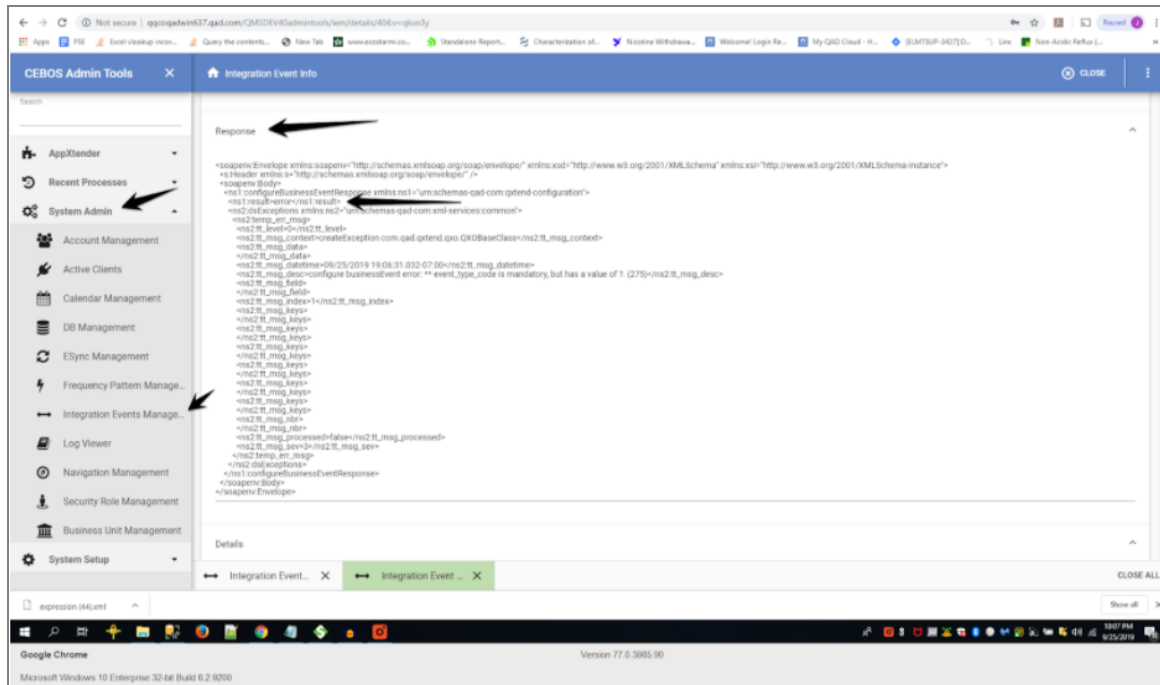 Not secure | qqcoqadwin637.qad.com/QMSDEV40admintools/iem/details/404
Paused
Apps PSE Excel vlookup incor... Query the contents... New Tab Standalone Report... Characterization of... Nicotine Withdrawa... Welcome! Login Re... My QAD Cloud - H... (ELMTSUP-3427) D... Line Non-Acidic Reflux (...
CEBOS Admin Tools
Integration Event Info
CLOSE
Search
Response
AppXtender
Recent Processes
System Admin
Account Management
Active Clients
Calendar Management
DB Management
ESync Management
Frequency Pattern Manage...
Integration Events Manage...
Log Viewer
Navigation Management
Security Role Management
Business Unit Management
System Setup
<soapenv:Envelope xmlns:soapenv="http://schemas.xmlsoap.org/soap/envelope/" xmlns:xsd="http://www.w3.org/2001/XMLSchema" xmlns:xsi="http://www.w3.org/2001/XMLSchema-instance">
<s:Header xmlns:s="http://schemas.xmlsoap.org/soap/envelope/" />
<soapenv:Body>
<ns1:configureBusinessEventResponse xmlns:ns1="urn:schemas-qad-com:qxtend-configuration">
<ns1:result>error</ns1:result>
<ns2:dsExceptions xmlns:ns2="urn:schemas-qad-com:xml-services:common">
<ns2:temp_err_msg>
<ns2:tt_level>0</ns2:tt_level>
<ns2:tt_msg_context>createException com.qad.qxtend.qxo.QXOBaseClass</ns2:tt_msg_context>
<ns2:tt_msg_data>
</ns2:tt_msg_data>
<ns2:tt_msg_datetime>09/25/2019 19:06:31.032-07:00</ns2:tt_msg_datetime>
<ns2:tt_msg_desc>configure businessEvent error: ** event_type_code is mandatory, but has a value of ?. (275)</ns2:tt_msg_desc>
<ns2:tt_msg_field>
</ns2:tt_msg_field>
<ns2:tt_msg_index>1</ns2:tt_msg_index>
<ns2:tt_msg_keys>
</ns2:tt_msg_keys>
<ns2:tt_msg_keys>
</ns2:tt_msg_keys>
<ns2:tt_msg_keys>
</ns2:tt_msg_keys>
<ns2:tt_msg_keys>
</ns2:tt_msg_keys>
<ns2:tt_msg_keys>
</ns2:tt_msg_keys>
<ns2:tt_msg_keys>
</ns2:tt_msg_keys>
<ns2:tt_msg_nbr>
</ns2:tt_msg_nbr>
<ns2:tt_msg_processed>false</ns2:tt_msg_processed>
<ns2:tt_msg_sev>3</ns2:tt_msg_sev>
</ns2:temp_err_msg>
</ns2:dsExceptions>
</ns1:configureBusinessEventResponse>
</soapenv:Body>
</soapenv:Envelope>
Details
Integration Event...
Integration Event ...
CLOSE ALL
expression (44).xml
Show all
10:07 PM
9/25/2019
Google Chrome
Version 77.0.3865.90
Microsoft Windows 10 Enterprise 32-bit Build 6.2.9200